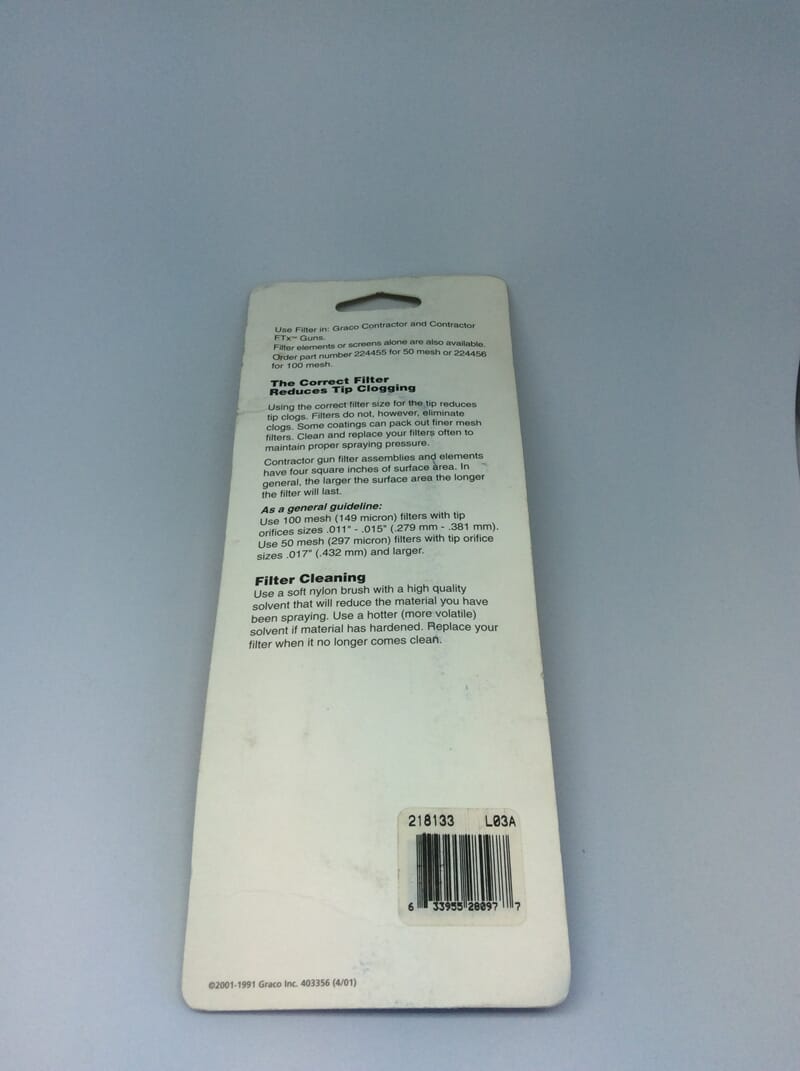 Use Filter in: Graco Contractor and Contractor
FTx™ Guns.
Filter elements or screens alone are also available.
Order part number 224455 for 50 mesh or 224456
for 100 mesh.
The Correct Filter
Reduces Tip Clogging
Using the correct filter size for the tip reduces
tip clogs. Filters do not, however, eliminate
clogs. Some coatings can pack out finer mesh
filters. Clean and replace your filters often to
maintain proper spraying pressure.
Contractor gun filter assemblies and elements
have four square inches of surface area. In
general, the larger the surface area the longer
the filter will last.
As a general guideline:
Use 100 mesh (149 micron) filters with tip
orifices sizes .011" - .015" (.279 mm - .381 mm).
Use 50 mesh (297 micron) filters with tip orifice
sizes .017" (.432 mm) and larger.
Filter Cleaning
Use a soft nylon brush with a high quality
solvent that will reduce the material you have
been spraying. Use a hotter (more volatile)
solvent if material has hardened. Replace your
filter when it no longer comes clean.
218133 L03A
6 33955 28097 7
©2001-1991 Graco Inc. 403356 (4/01)